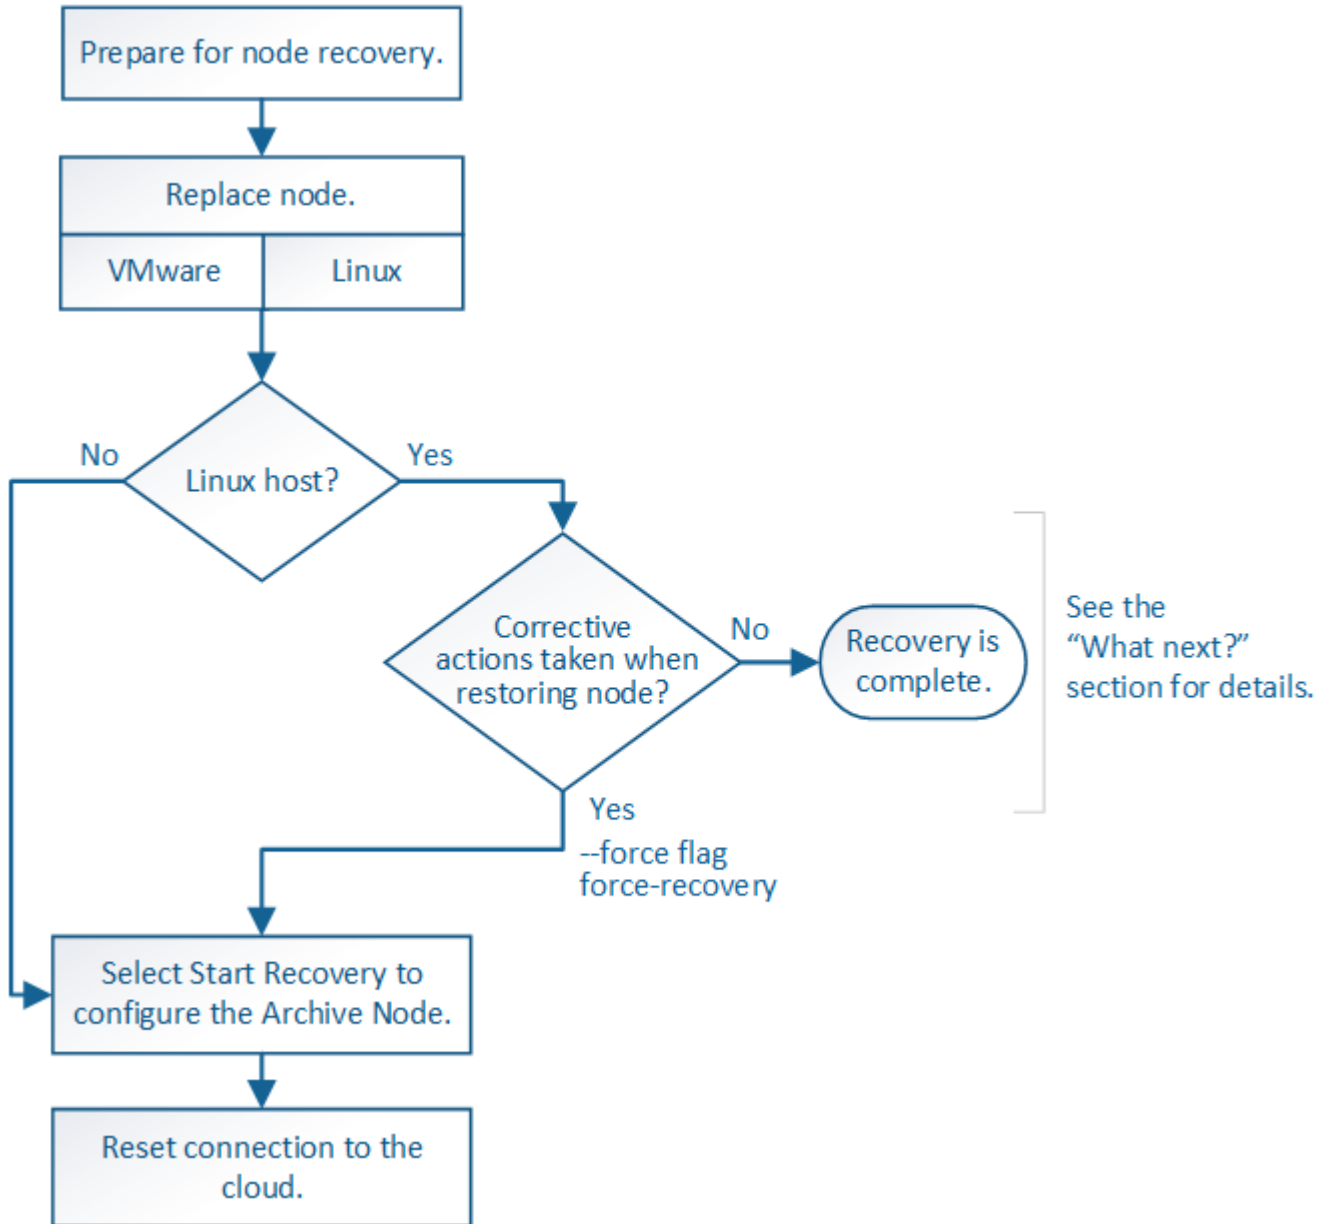 Prepare for node recovery.
Replace node.
VMware
Linux
No
Yes
Linux host?
Corrective
actions taken when
restoring node?
No
Recovery is
complete.
See the
“What next?”
section for details.
Yes
--force flag
force-recovery
Select Start Recovery to
configure the Archive Node.
Reset connection to the
cloud.